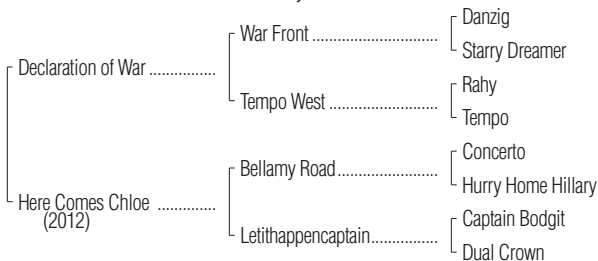 Danzig
War Front ....................................
Starry Dreamer
Declaration of War ................
Rahy
Tempo West ...............................
Tempo
Concerto
Bellamy Road.............................
Hurry Home Hillary
Here Comes Chloe ..............
(2012)
Captain Bodgit
Letithappencaptain...................
Dual Crown